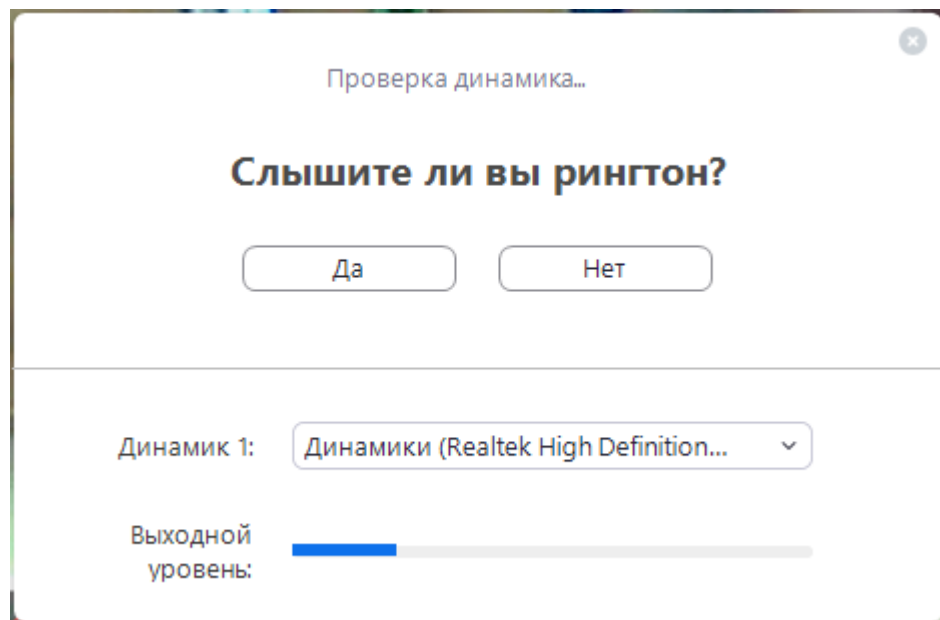 Проверка динамика...
Слышите ли вы рингтон?
Да
Нет
Динамик 1:
Динамики (Realtek High Definition...
Выходной
уровень: